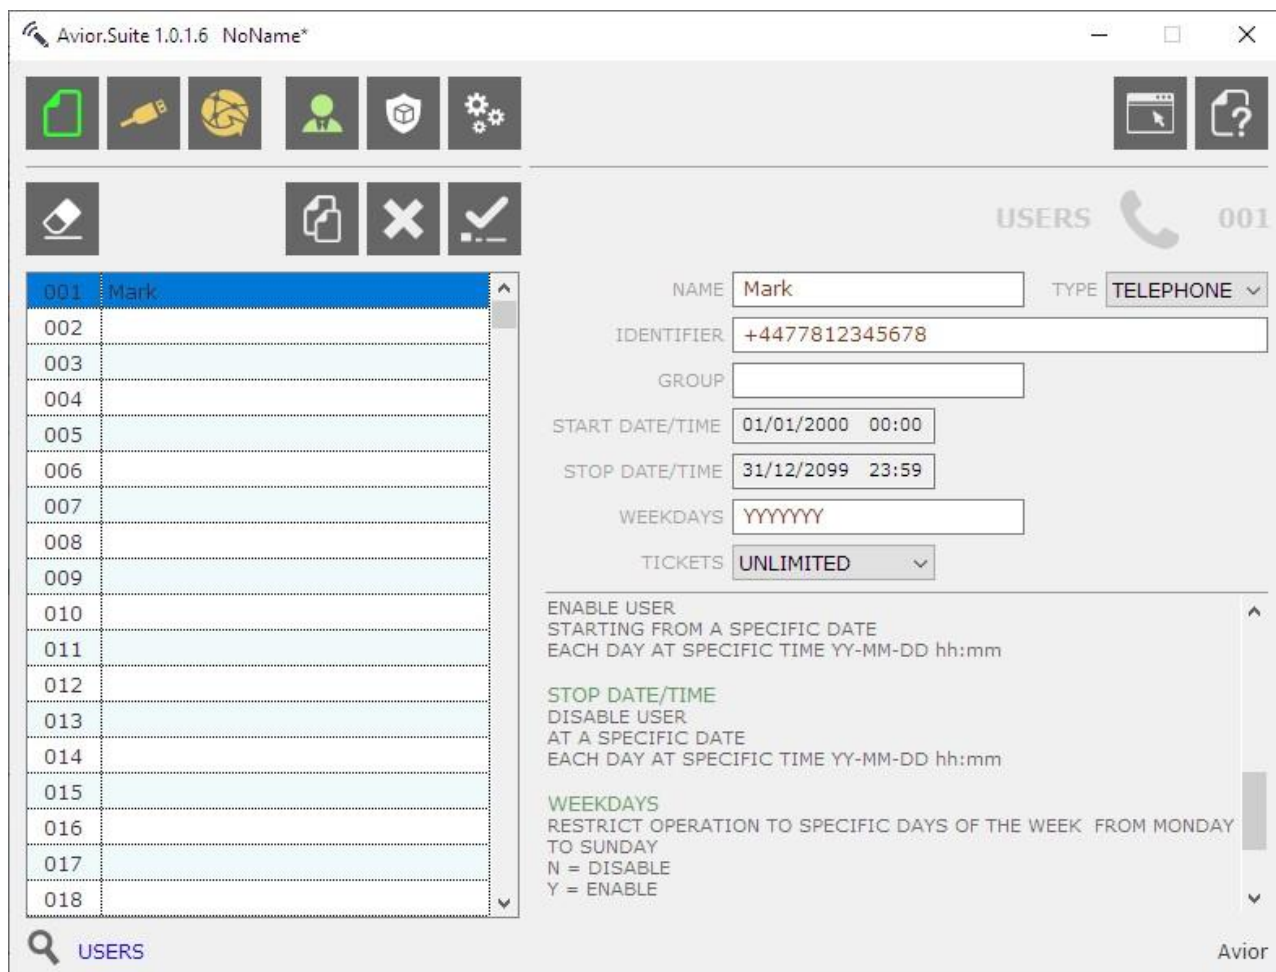 Avior.Suite 1.0.1.6 NoName*
USERS 001
001 Mark
002
003
004
005
006
007
008
009
010
011
012
013
014
015
016
017
018
NAME Mark TYPE TELEPHONE
IDENTIFIER +4477812345678
GROUP
START DATE/TIME 01/01/2000 00:00
STOP DATE/TIME 31/12/2099 23:59
WEEKDAYS YYYYYYY
TICKETS UNLIMITED
ENABLE USER
STARTING FROM A SPECIFIC DATE
EACH DAY AT SPECIFIC TIME YY-MM-DD hh:mm
STOP DATE/TIME
DISABLE USER
AT A SPECIFIC DATE
EACH DAY AT SPECIFIC TIME YY-MM-DD hh:mm
WEEKDAYS
RESTRICT OPERATION TO SPECIFIC DAYS OF THE WEEK FROM MONDAY
TO SUNDAY
N = DISABLE
Y = ENABLE
USERS
Avior